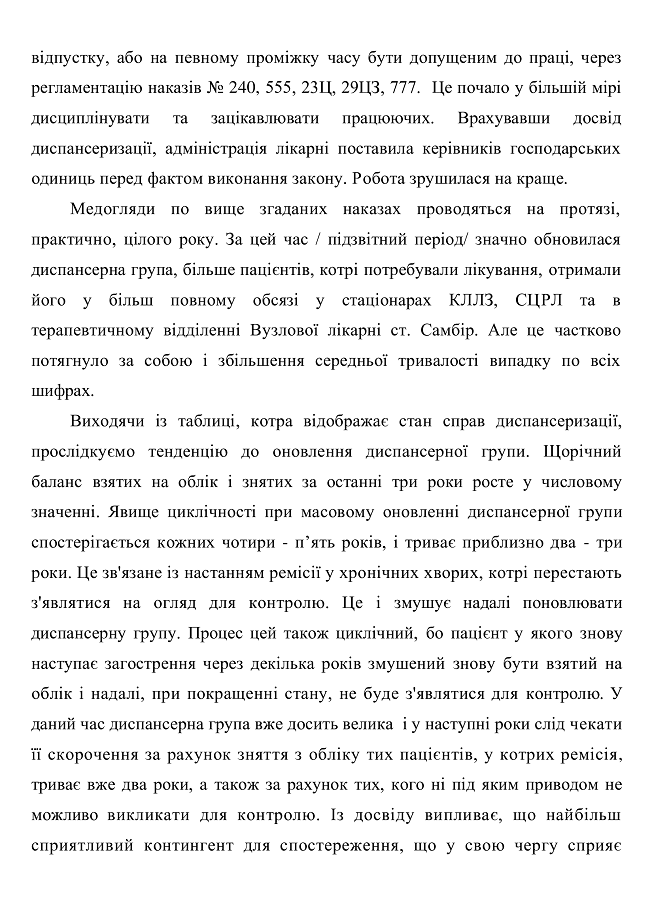 відпустку, або на певному проміжку часу бути допущеним до праці, через
регламентацію наказів № 240, 555, 23Ц, 29ЦЗ, 777.  Це почало у більшій мірі
дисциплінувати та зацікавлювати працюючих. Врахувавши досвід
диспансеризації, адміністрація лікарні поставила керівників господарських
одиниць перед фактом виконання закону. Робота зрушилася на краще.
Медогляди по вище згаданих наказах проводяться на протязі,
практично, цілого року. За цей час / підзвітний період/ значно обновилася
диспансерна група, більше пацієнтів, котрі потребували лікування, отримали
його у більш повному обсязі у стаціонарах КЛЛЗ, СЦРЛ та в
терапевтичному відділенні Вузлової лікарні ст. Самбір. Але це частково
потягнуло за собою і збільшення середньої тривалості випадку по всіх
шифрах.
Виходячи із таблиці, котра відображає стан справ диспансеризації,
прослідкуємо тенденцію до оновлення диспансерної групи. Щорічний
баланс взятих на облік і знятих за останні три роки росте у числовому
значенні. Явище циклічності при масовому оновленні диспансерної групи
спостерігається кожних чотири - п’ять років, і триває приблизно два - три
роки. Це зв'язане із настанням ремісії у хронічних хворих, котрі перестають
з'являтися на огляд для контролю. Це і змушує надалі поновлювати
диспансерну групу. Процес цей також циклічний, бо пацієнт у якого знову
наступає загострення через декілька років змушений знову бути взятий на
облік і надалі, при покращенні стану, не буде з'являтися для контролю. У
даний час диспансерна група вже досить велика  і у наступні роки слід чекати
її скорочення за рахунок зняття з обліку тих пацієнтів, у котрих ремісія,
триває вже два роки, а також за рахунок тих, кого ні під яким приводом не
можливо викликати для контролю. Із досвіду випливає, що найбільш
сприятливий контингент для спостереження, що у свою чергу сприяє